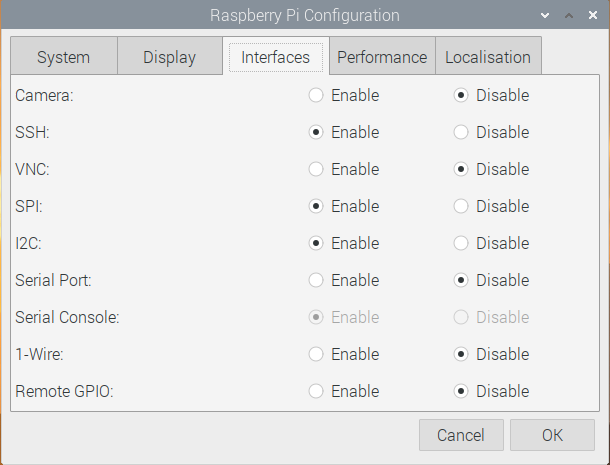 Raspberry Pi Configuration
System Display Interfaces Performance Localisation
Camera: Enable Disable
SSH: Enable Disable
VNC: Enable Disable
SPI: Enable Disable
I2C: Enable Disable
Serial Port: Enable Disable
Serial Console: Enable Disable
1-Wire: Enable Disable
Remote GPIO: Enable Disable
Cancel OK